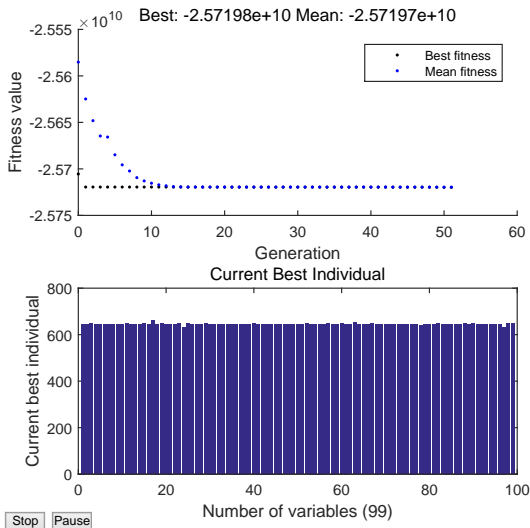 ×10^10
Best: -2.57198e+10 Mean: -2.57197e+10
Fitness value
-2.555
-2.56
-2.565
-2.57
-2.575
Best fitness
Mean fitness
0 10 20 30 40 50 60
Generation
Current Best Individual
Current best individual
800
600
400
200
0
0 20 40 60 80 100
Number of variables (99)
Stop Pause